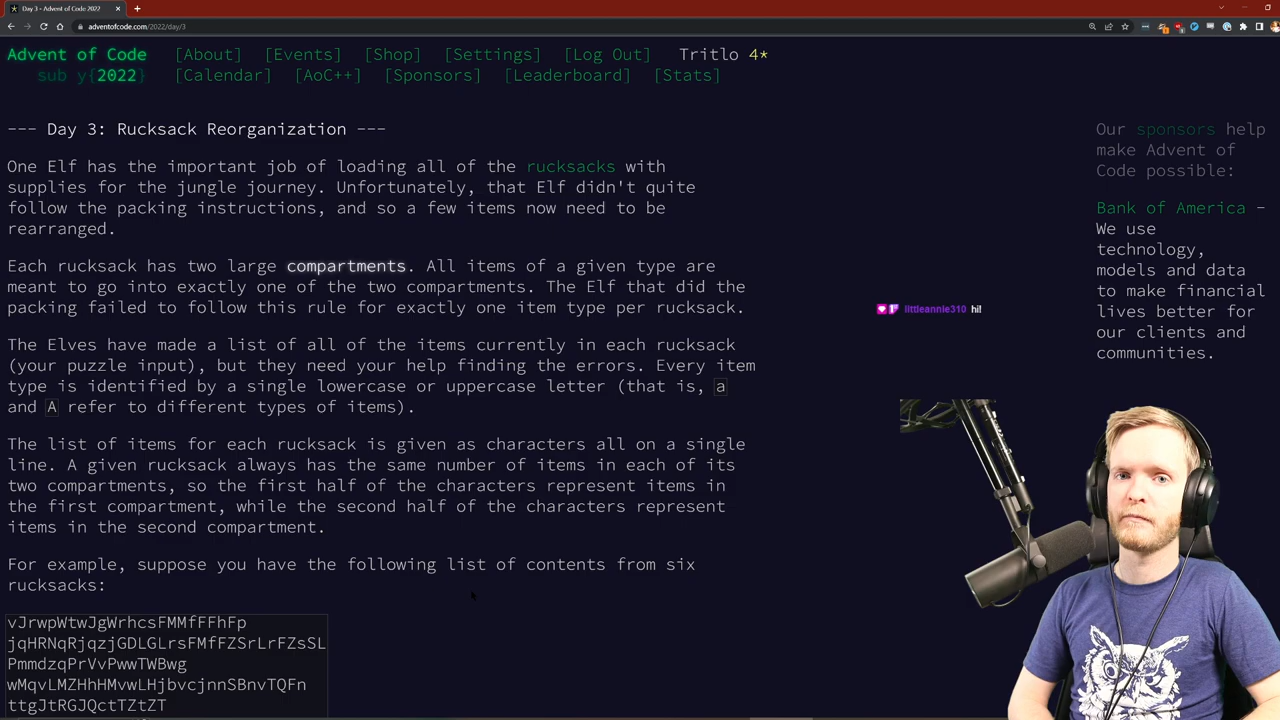 Day 3 - Advent of Code 2022
adventofcode.com/2022/day/3
Advent of Code [About] [Events] [Shop] [Settings] [Log Out] Tritlo 4*
sub y{2022} [Calendar] [AoC++] [Sponsors] [Leaderboard] [Stats]
--- Day 3: Rucksack Reorganization ---
One Elf has the important job of loading all of the rucksacks with
supplies for the jungle journey. Unfortunately, that Elf didn't quite
follow the packing instructions, and so a few items now need to be
rearranged.
Each rucksack has two large compartments. All items of a given type are
meant to go into exactly one of the two compartments. The Elf that did the
packing failed to follow this rule for exactly one item type per rucksack.
The Elves have made a list of all of the items currently in each rucksack
(your puzzle input), but they need your help finding the errors. Every item
type is identified by a single lowercase or uppercase letter (that is, a
and A refer to different types of items).
The list of items for each rucksack is given as characters all on a single
line. A given rucksack always has the same number of items in each of its
two compartments, so the first half of the characters represent items in
the first compartment, while the second half of the characters represent
items in the second compartment.
For example, suppose you have the following list of contents from six
rucksacks:
vJrwpWtwJgWrhcsFMMfFFhFp
jqHRNqRjqzjGDLGLrsFMfFZSrLrFZsSL
PmmdzqPrVvPwwTWBwg
wMqvLMZHhHMvwLHjbvcjnnSBnvTQFn
ttgJtRGJQctTZtZT
Our sponsors help
make Advent of
Code possible:
Bank of America -
We use
technology,
models and data
to make financial
lives better for
our clients and
communities.
littleannie310 hi!